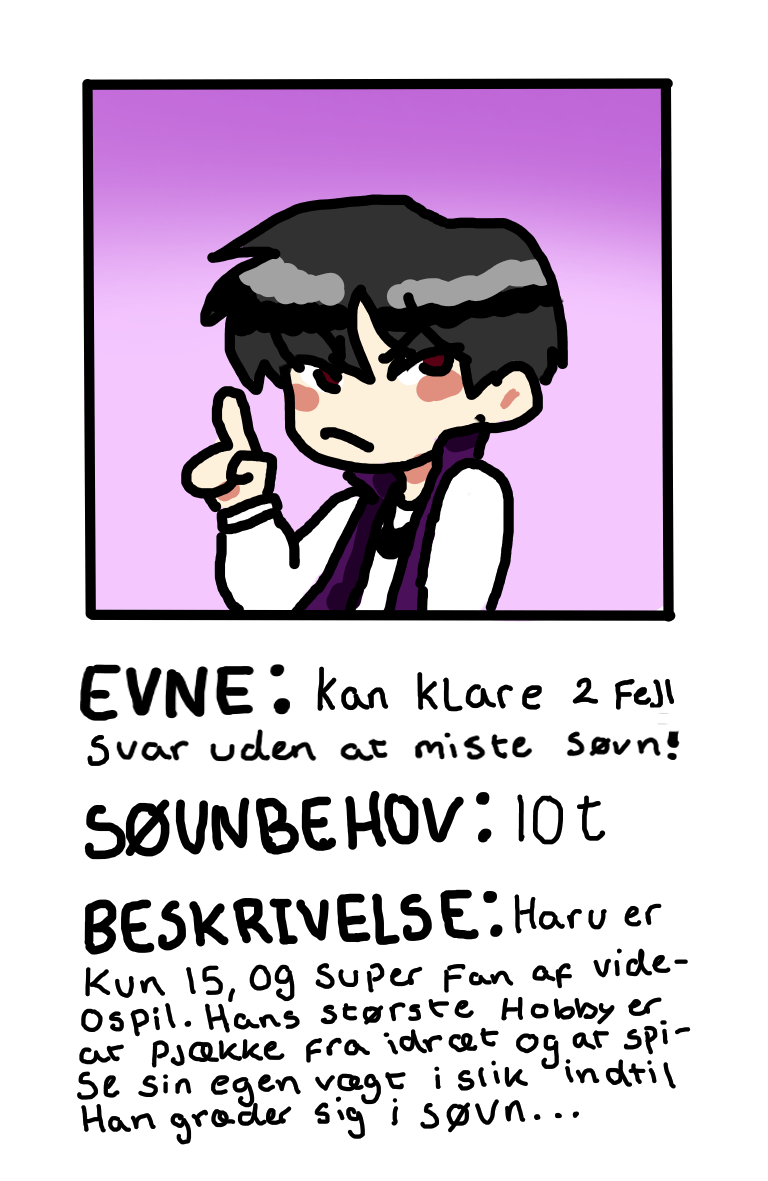 EVNE: kan klare 2 Fejl
svar uden at miste søvn!
SØVNBEHOV: 10 t
BESKRIVELSE: Haru er
Kun 15, og super Fan af vide-
ospil. Hans største Hobby er
at pjække fra idræt og at spi-
se sin egen vægt i slik indtil
Han græder sig i søvn...